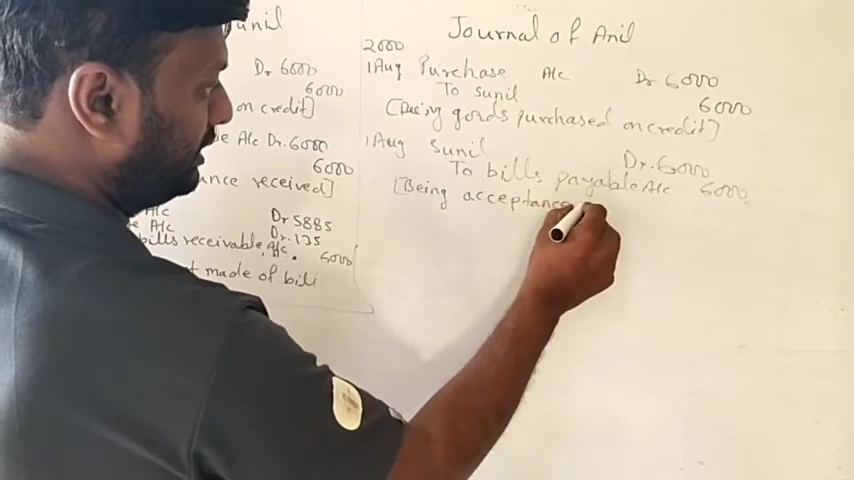 unil
Dr 6000
6000
on credit]
A/c Dr. 6000
6000
ance received]
A/c
Dr 5885
A/c
Dr. 135
bills receivable A/c. 6000
made of bill
Journal of Anil
2000
1 Aug Purchase A/c Dr 6000
To sunil 6000
[Being goods purchased on credit]
1 Aug sunil Dr. 6000
To bills payable A/c 6000
[Being acceptance